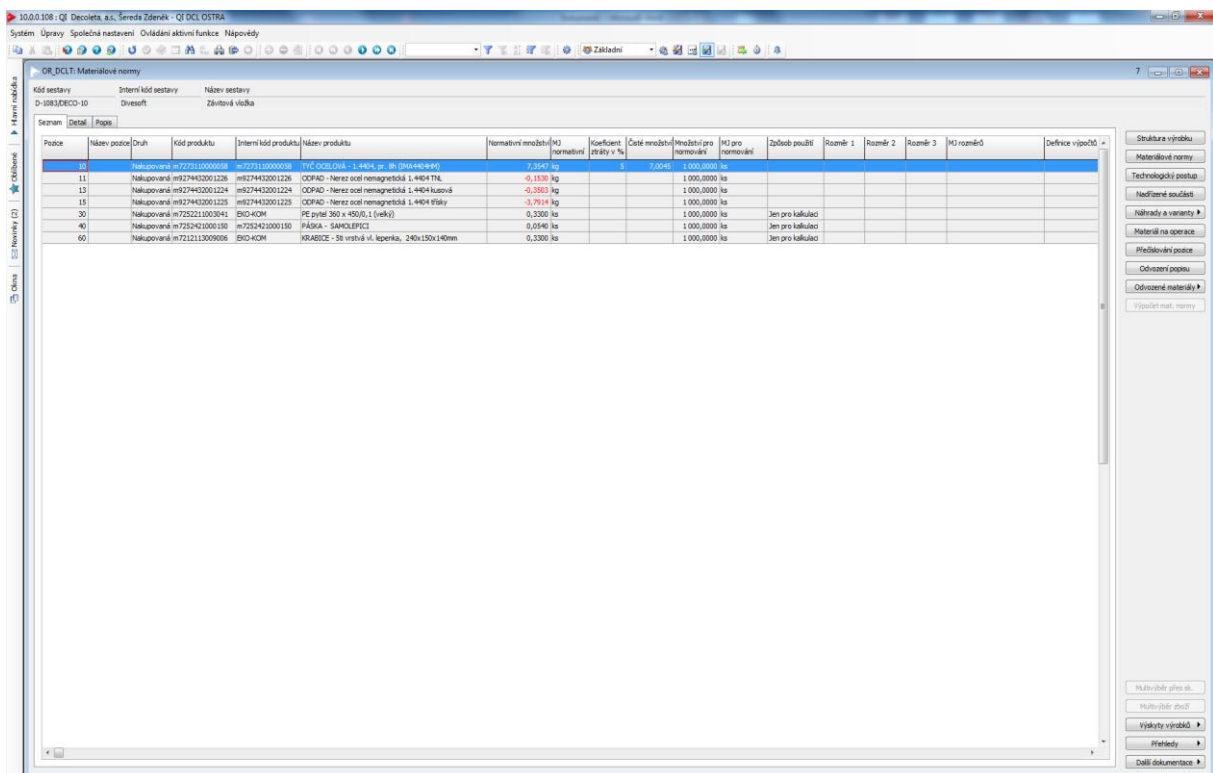 10.0.0.108 : QI Decoleta, a.s., Šereda Zdeněk - QI DCL OSTRA
Systém Úpravy Společná nastavení Ovládání aktivní funkce Nápovědy
Základní
OR_DCLT: Materiálové normy 7
Kód sestavy Interní kód sestavy Název sestavy
D-1083/DECO-10 Divesoft Závitová vložka
Seznam Detail Popis
Pozice Název pozice Druh Kód produktu Interní kód produktu Název produktu Normativní množství MJ normativní Koeficient ztráty v % Čisté množství Množství pro normování MJ pro normování Způsob použití Rozměr 1 Rozměr 2 Rozměr 3 MJ rozměrů Definice výpočtů
10 Nakupovaná m7273110000058 m7273110000058 TYČ OCELOVÁ - 1.4404, pr. 8h (IMA4404HM) 7,3547 kg 5 7,0045 1 000,0000 ks
11 Nakupovaná m9274432001226 m9274432001226 ODPAD - Nerez ocel nemagnetická 1.4404 TNL -0,1530 kg 1 000,0000 ks
13 Nakupovaná m9274432001224 m9274432001224 ODPAD - Nerez ocel nemagnetická 1.4404 kusová -0,3503 kg 1 000,0000 ks
15 Nakupovaná m9274432001225 m9274432001225 ODPAD - Nerez ocel nemagnetická 1.4404 třísky -3,7914 kg 1 000,0000 ks
30 Nakupovaná m7252211003041 EKO-KOM PE pytel 360 x 450/0,1 (velký) 0,3300 ks 1 000,0000 ks Jen pro kalkulaci
40 Nakupovaná m7252421000150 m7252421000150 PÁSKA - SAMOLEPICI 0,0540 ks 1 000,0000 ks Jen pro kalkulaci
60 Nakupovaná m7212113009006 EKO-KOM KRABICE - 5ti vrstvá vl. lepenka, 240x150x140mm 0,3300 ks 1 000,0000 ks Jen pro kalkulaci
Hlavní nabídka
Oblíbené
Novinky (2)
Okna
Struktura výrobku
Materiálové normy
Technologický postup
Nadřízené součásti
Náhrady a varianty
Materiál na operace
Přečíslování pozice
Odvození popisu
Odvozené materiály
Výpočet mat. normy
Multivýběr přes sk.
Multivýběr zboží
Výskyty výrobků
Přehledy
Další dokumentace